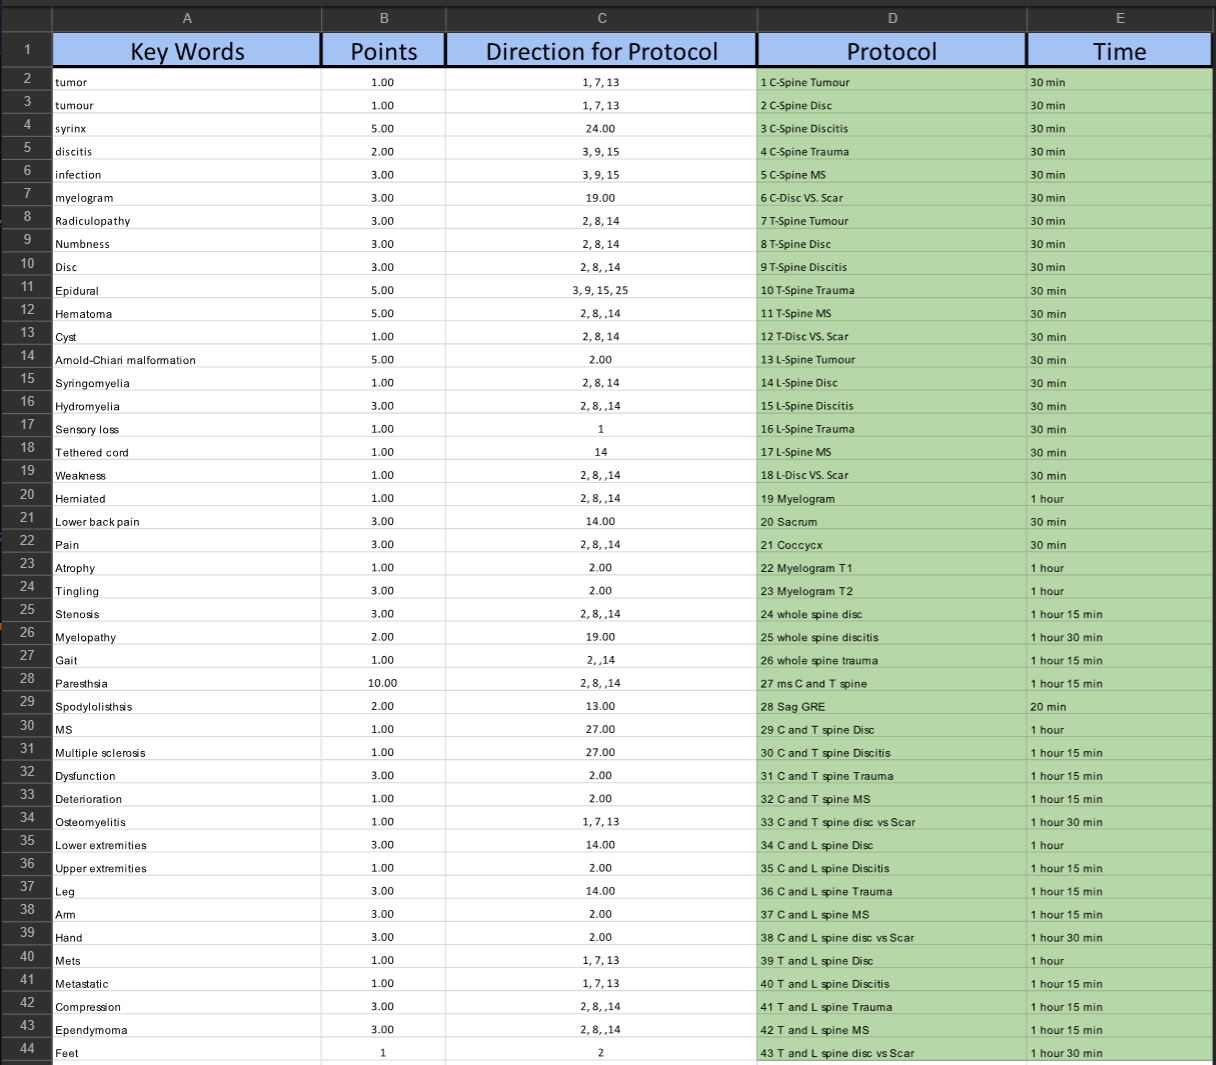 A B C D E
1 Key Words Points Direction for Protocol Protocol Time
2 tumor 1.00 1, 7, 13 1 C-Spine Tumour 30 min
3 tumour 1.00 1, 7, 13 2 C-Spine Disc 30 min
4 syrinx 5.00 24.00 3 C-Spine Discitis 30 min
5 discitis 2.00 3, 9, 15 4 C-Spine Trauma 30 min
6 infection 3.00 3, 9, 15 5 C-Spine MS 30 min
7 myelogram 3.00 19.00 6 C-Disc VS. Scar 30 min
8 Radiculopathy 3.00 2, 8, 14 7 T-Spine Tumour 30 min
9 Numbness 3.00 2, 8, 14 8 T-Spine Disc 30 min
10 Disc 3.00 2, 8, ,14 9 T-Spine Discitis 30 min
11 Epidural 5.00 3, 9, 15, 25 10 T-Spine Trauma 30 min
12 Hematoma 5.00 2, 8, ,14 11 T-Spine MS 30 min
13 Cyst 1.00 2, 8, 14 12 T-Disc VS. Scar 30 min
14 Arnold-Chiari malformation 5.00 2.00 13 L-Spine Tumour 30 min
15 Syringomyelia 1.00 2, 8, 14 14 L-Spine Disc 30 min
16 Hydromyelia 3.00 2, 8, ,14 15 L-Spine Discitis 30 min
17 Sensory loss 1.00 1 16 L-Spine Trauma 30 min
18 Tethered cord 1.00 14 17 L-Spine MS 30 min
19 Weakness 1.00 2, 8, ,14 18 L-Disc VS. Scar 30 min
20 Herniated 1.00 2, 8, ,14 19 Myelogram 1 hour
21 Lower back pain 3.00 14.00 20 Sacrum 30 min
22 Pain 3.00 2, 8, ,14 21 Coccycx 30 min
23 Atrophy 1.00 2.00 22 Myelogram T1 1 hour
24 Tingling 3.00 2.00 23 Myelogram T2 1 hour
25 Stenosis 3.00 2, 8, ,14 24 whole spine disc 1 hour 15 min
26 Myelopathy 2.00 19.00 25 whole spine discitis 1 hour 30 min
27 Gait 1.00 2, ,14 26 whole spine trauma 1 hour 15 min
28 Paresthsia 10.00 2, 8, ,14 27 ms C and T spine 1 hour 15 min
29 Spodylolisthsis 2.00 13.00 28 Sag GRE 20 min
30 MS 1.00 27.00 29 C and T spine Disc 1 hour
31 Multiple sclerosis 1.00 27.00 30 C and T spine Discitis 1 hour 15 min
32 Dysfunction 3.00 2.00 31 C and T spine Trauma 1 hour 15 min
33 Deterioration 1.00 2.00 32 C and T spine MS 1 hour 15 min
34 Osteomyelitis 1.00 1, 7, 13 33 C and T spine disc vs Scar 1 hour 30 min
35 Lower extremities 3.00 14.00 34 C and L spine Disc 1 hour
36 Upper extremities 1.00 2.00 35 C and L spine Discitis 1 hour 15 min
37 Leg 3.00 14.00 36 C and L spine Trauma 1 hour 15 min
38 Arm 3.00 2.00 37 C and L spine MS 1 hour 15 min
39 Hand 3.00 2.00 38 C and L spine disc vs Scar 1 hour 30 min
40 Mets 1.00 1, 7, 13 39 T and L spine Disc 1 hour
41 Metastatic 1.00 1, 7, 13 40 T and L spine Discitis 1 hour 15 min
42 Compression 3.00 2, 8, ,14 41 T and L spine Trauma 1 hour 15 min
43 Ependymoma 3.00 2, 8, ,14 42 T and L spine MS 1 hour 15 min
44 Feet 1 2 43 T and L spine disc vs Scar 1 hour 30 min